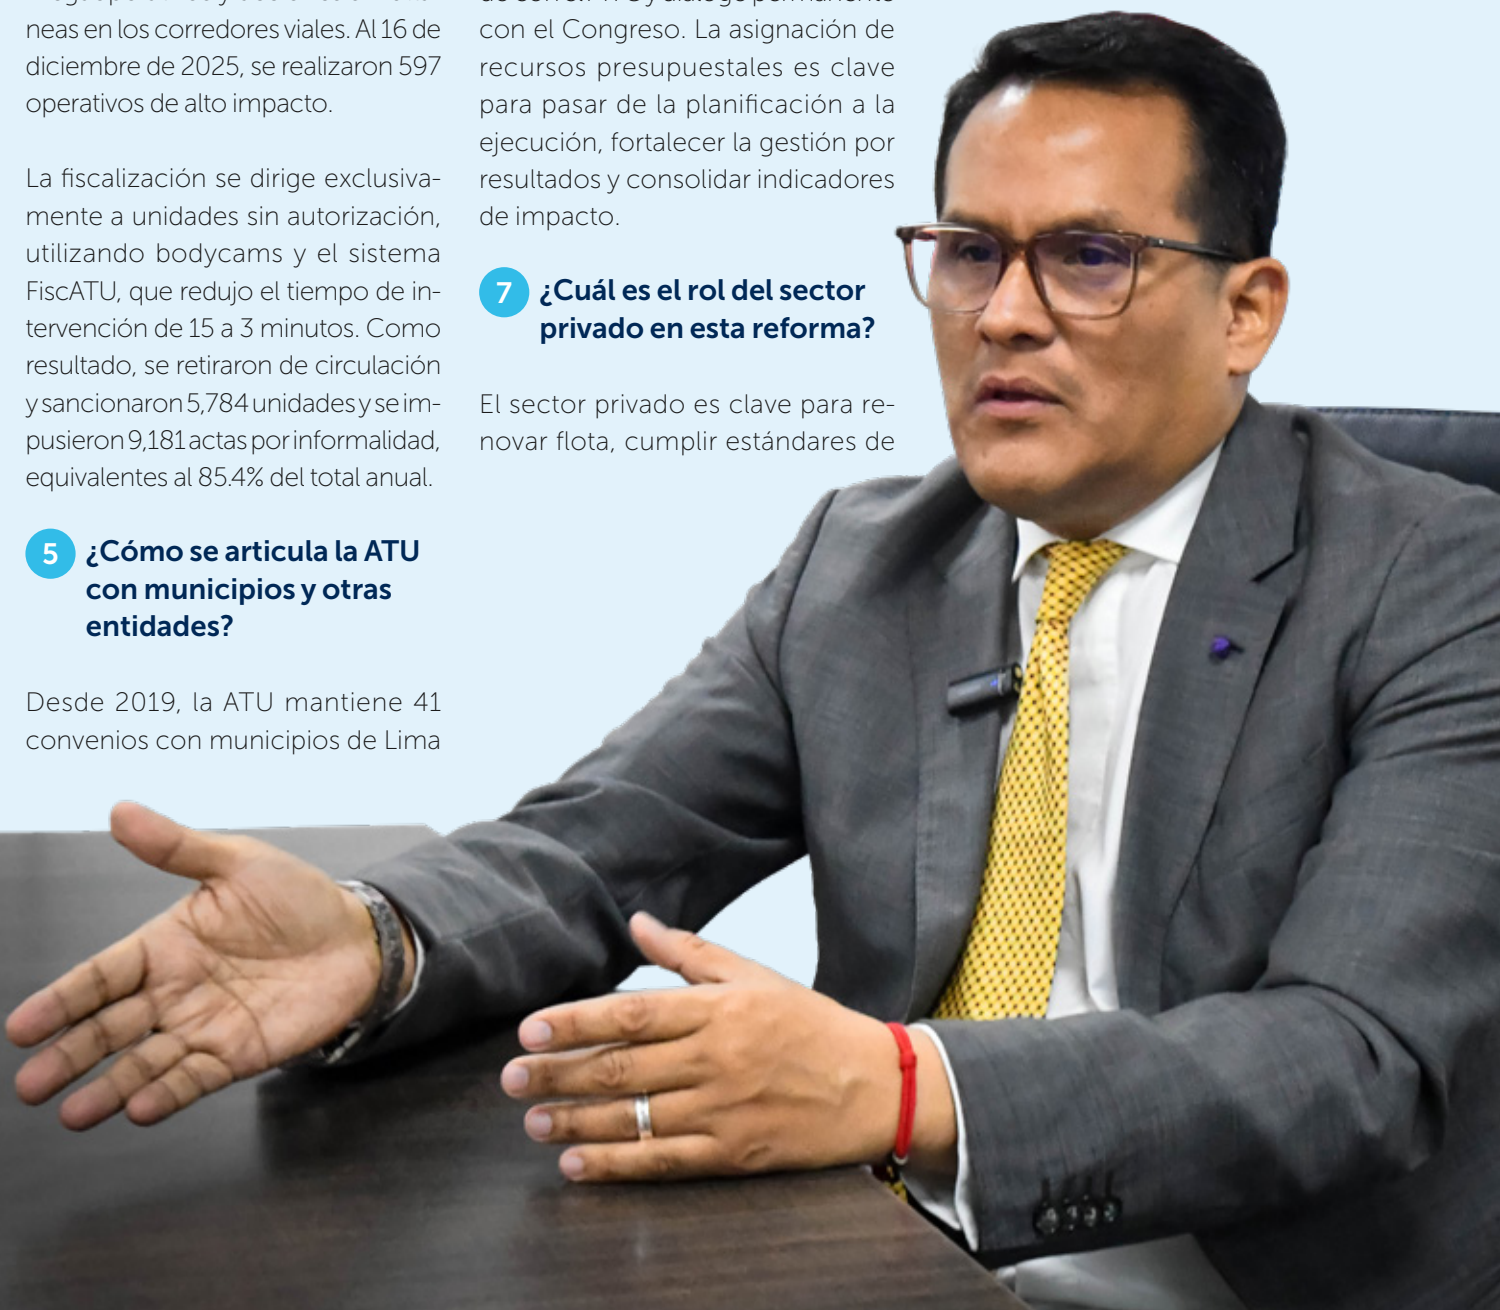 neas en los corredores viales. Al 16 de
diciembre de 2025, se realizaron 597
operativos de alto impacto.
La fiscalización se dirige exclusiva-
mente a unidades sin autorización,
utilizando bodycams y el sistema
FiscATU, que redujo el tiempo de in-
tervención de 15 a 3 minutos. Como
resultado, se retiraron de circulación
y sancionaron 5,784 unidades y se im-
pusieron 9,181 actas por informalidad,
equivalentes al 85.4% del total anual.
5 ¿Cómo se articula la ATU
con municipios y otras
entidades?
Desde 2019, la ATU mantiene 41
convenios con municipios de Lima
con el Congreso. La asignación de
recursos presupuestales es clave
para pasar de la planificación a la
ejecución, fortalecer la gestión por
resultados y consolidar indicadores
de impacto.
7 ¿Cuál es el rol del sector
privado en esta reforma?
El sector privado es clave para re-
novar flota, cumplir estándares de